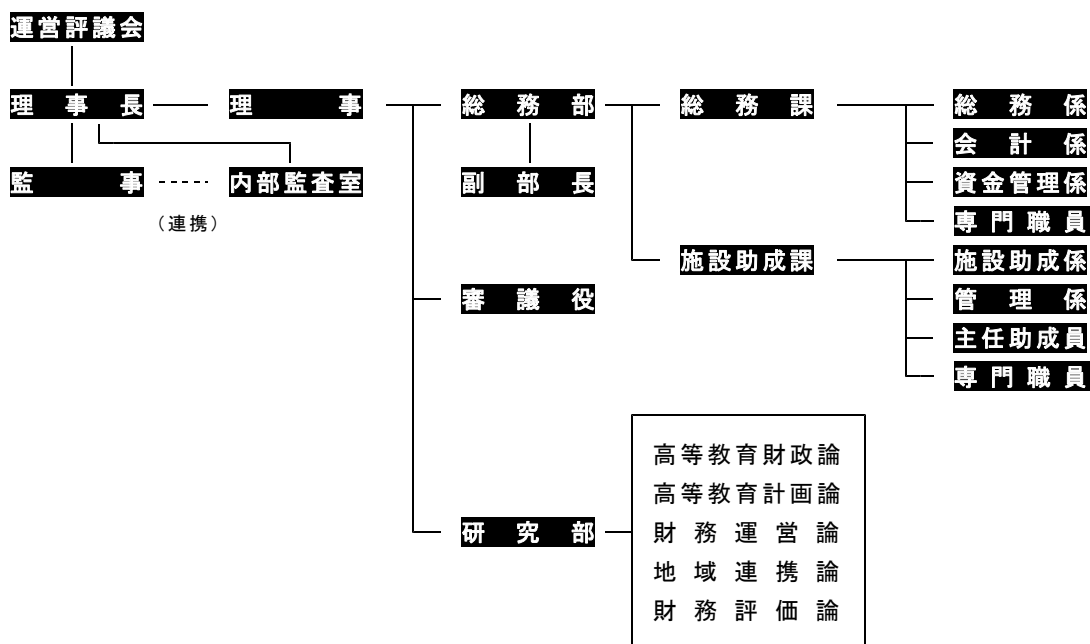 運営評議会
理事長
理事
総務部
総務課
総務係
会計係
監事
内部監査室
副部長
資金管理係
（連携）
専門職員
施設助成課
施設助成係
審議役
管理係
主任助成員
専門職員
高等教育財政論
高等教育計画論
研究部
財務運営論
地域連携論
財務評価論